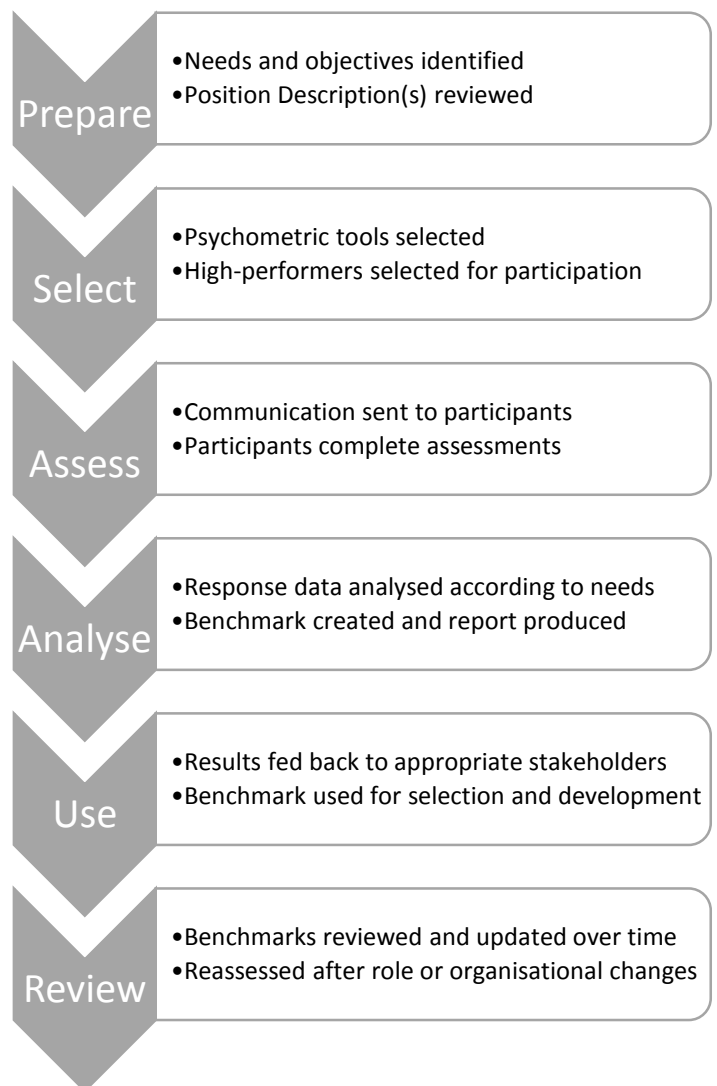 Prepare
•Needs and objectives identified
•Position Description(s) reviewed
Select
•Psychometric tools selected
•High-performers selected for participation
Assess
•Communication sent to participants
•Participants complete assessments
Analyse
•Response data analysed according to needs
•Benchmark created and report produced
Use
•Results fed back to appropriate stakeholders
•Benchmark used for selection and development
Review
•Benchmarks reviewed and updated over time
•Reassessed after role or organisational changes